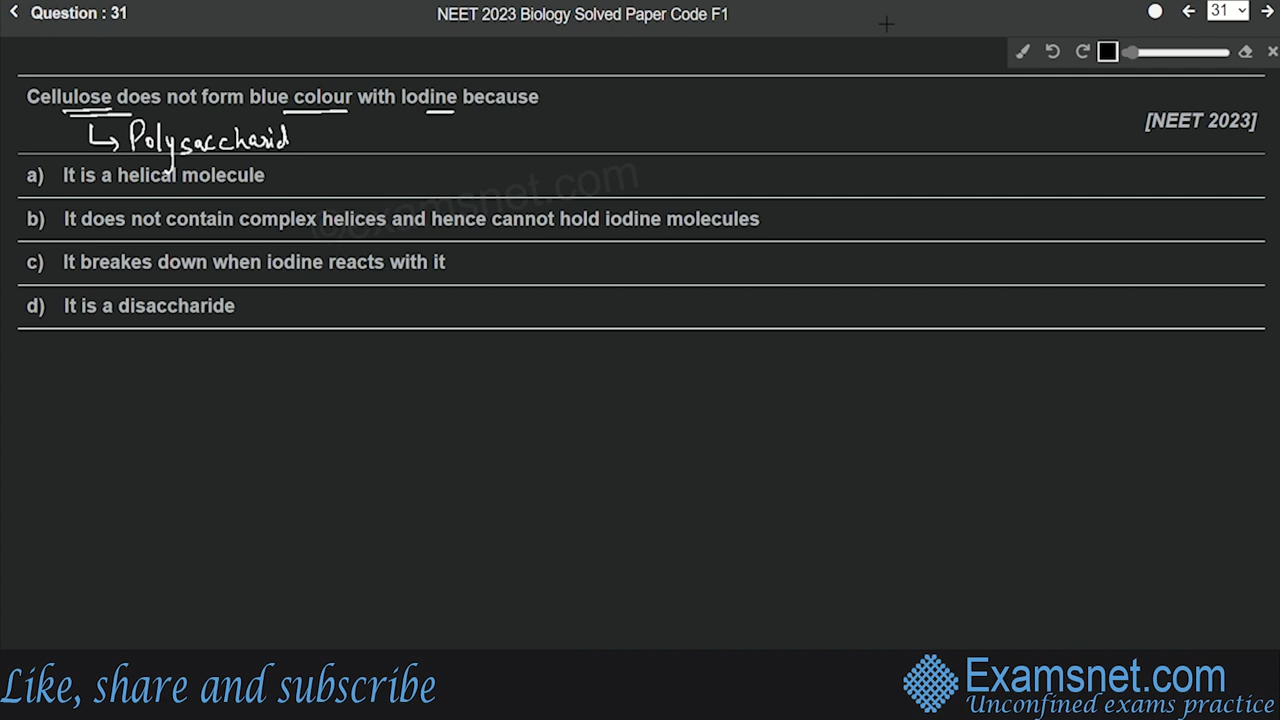 Question : 31
NEET 2023 Biology Solved Paper Code F1
31
Cellulose does not form blue colour with Iodine because
[NEET 2023]
Polysaccharid
a) It is a helical molecule
b) It does not contain complex helices and hence cannot hold iodine molecules
c) It breakes down when iodine reacts with it
d) It is a disaccharide
©examsnet.com
Like, share and subscribe
Examsnet.com
Unconfined exams practice